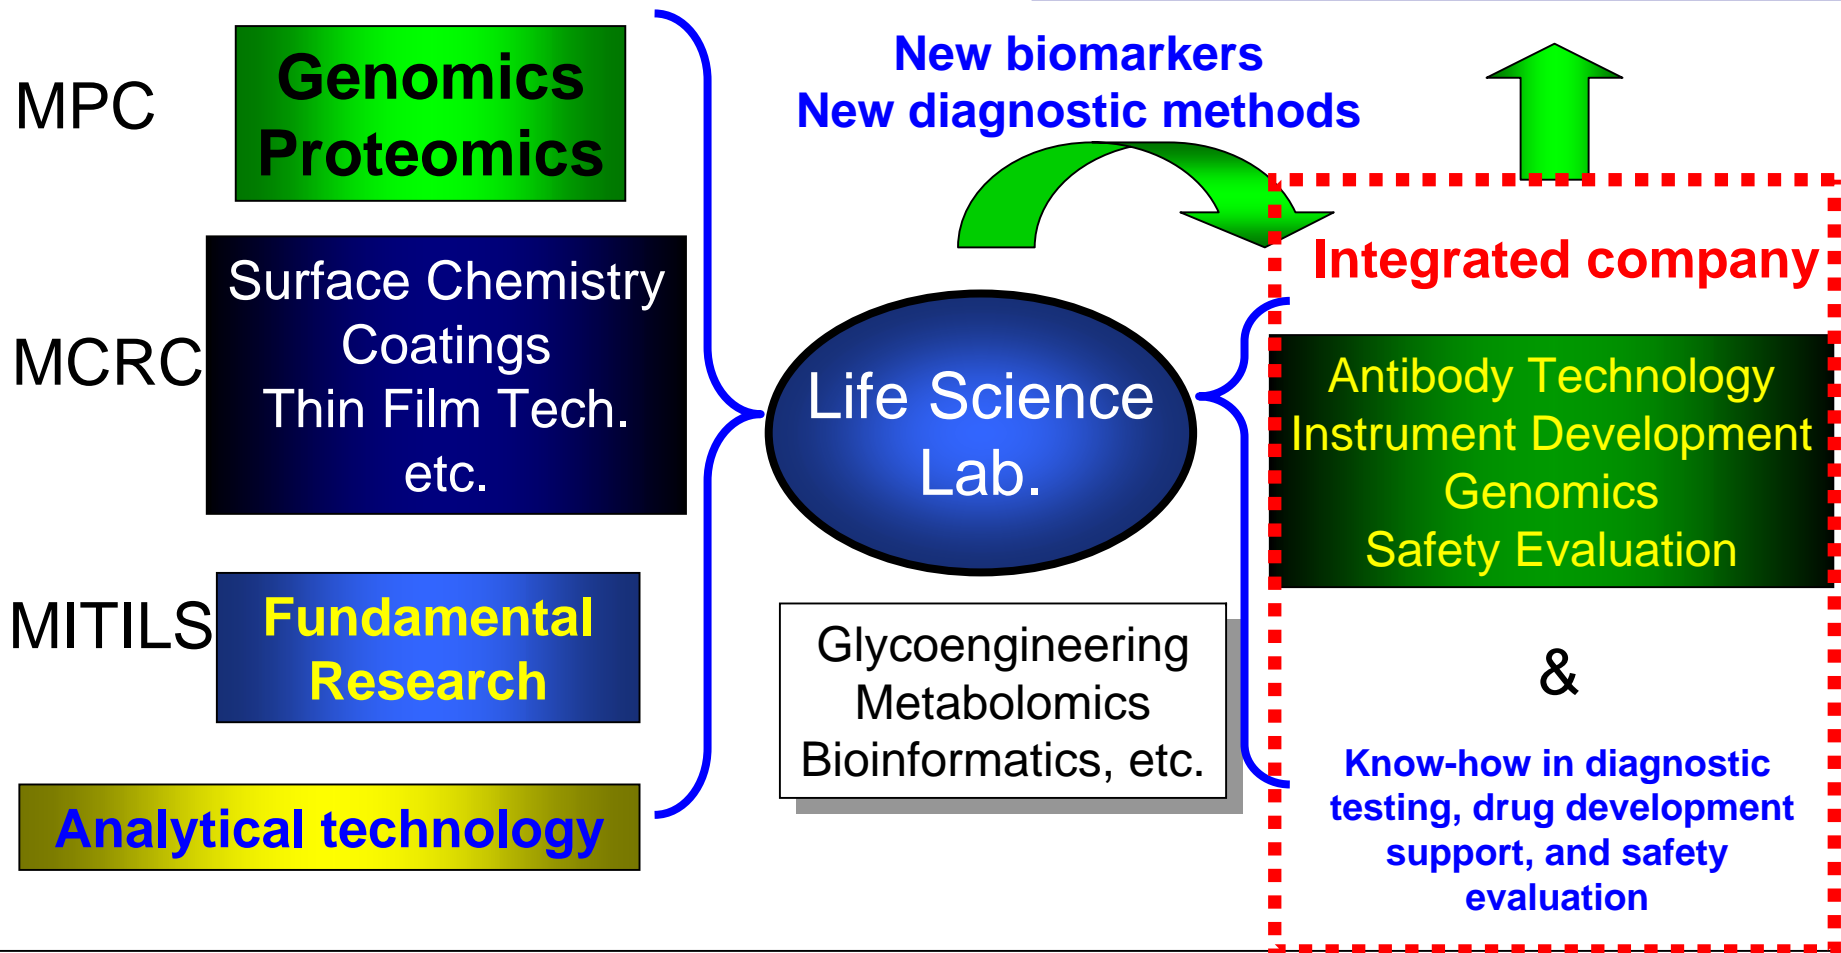 MPC
Genomics
Proteomics
MCRC
Surface Chemistry
Coatings
Thin Film Tech.
etc.
MITILS
Fundamental
Research
Analytical technology
New biomarkers
New diagnostic methods
Life Science
Lab.
Glycoengineering
Metabolomics
Bioinformatics, etc.
Integrated company
Antibody Technology
Instrument Development
Genomics
Safety Evaluation
&
Know-how in diagnostic
testing, drug development
support, and safety
evaluation